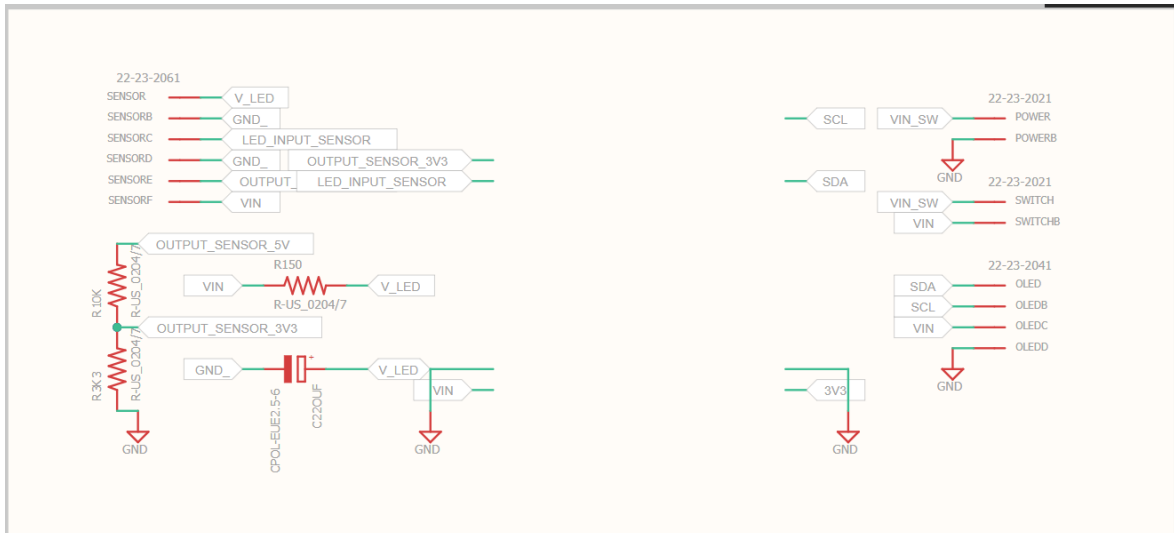 22-23-2061
SENSOR V_LED
SENSORB GND_
SENSORC LED_INPUT_SENSOR
SENSORD GND_ OUTPUT_SENSOR_3V3
SENSORE OUTPUT_ LED_INPUT_SENSOR
SENSORF VIN
OUTPUT_SENSOR_5V
R10K
R-US_0204/7
R150
VIN V_LED
R-US_0204/7
OUTPUT_SENSOR_3V3
R3K3
R-US_0204/7
GND_ + V_LED
VIN
CPOL-EUE2.5-6
C220UF
GND
GND
SCL
SDA
3V3
GND
22-23-2021
VIN_SW POWER
POWERB
GND
22-23-2021
VIN_SW SWITCH
VIN SWITCHB
22-23-2041
SDA OLED
SCL OLEDB
VIN OLEDC
OLEDD
GND